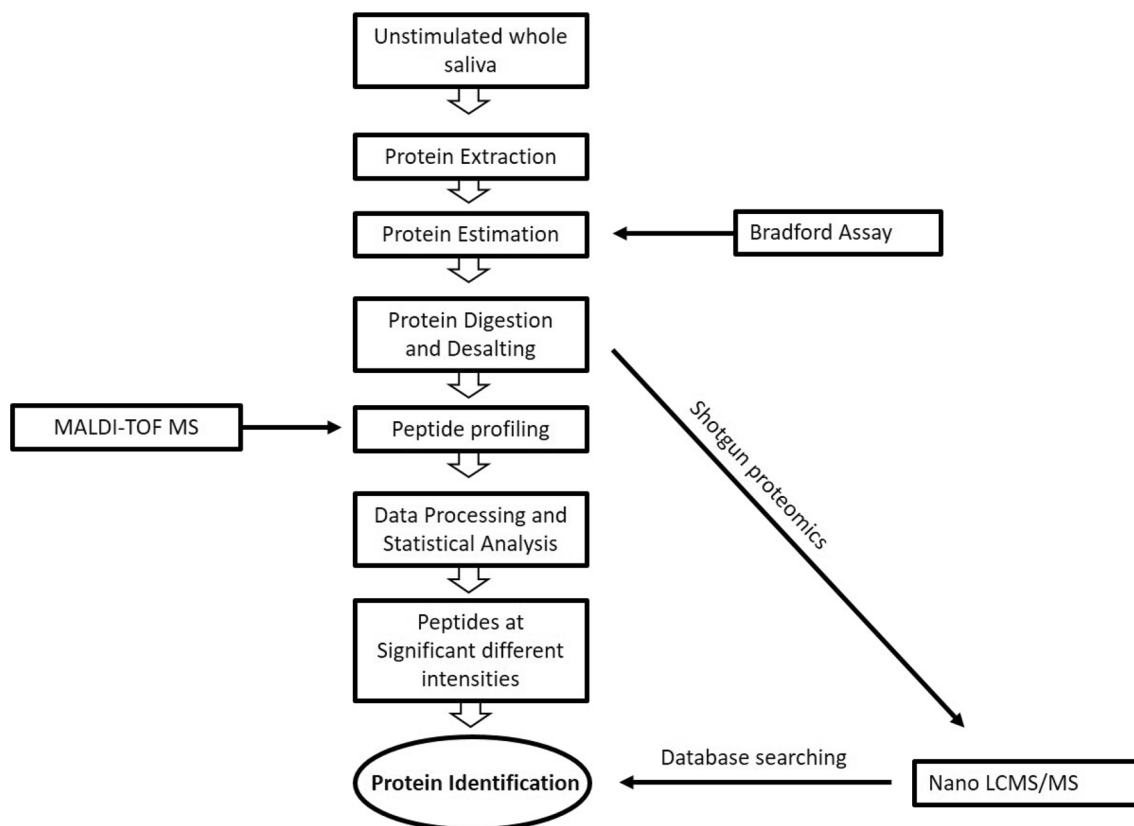 Unstimulated whole
saliva
Protein Extraction
Protein Estimation
Bradford Assay
Protein Digestion
and Desalting
Shotgun proteomics
MALDI-TOF MS
Peptide profiling
Data Processing and
Statistical Analysis
Peptides at
Significant different
intensities
Protein Identification
Database searching
Nano LCMS/MS